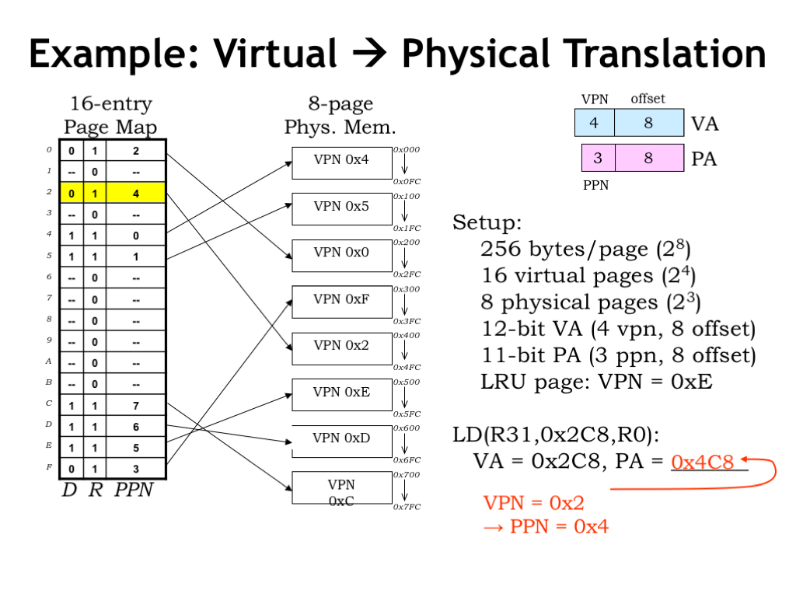 Example: Virtual → Physical Translation
16-entry
Page Map
8-page
Phys. Mem.
VPN offset
4 8 VA
3 8 PA
PPN
0 0 1 2
1 -- 0 --
2 0 1 4
3 -- 0 --
4 1 1 0
5 1 1 1
6 -- 0 --
7 -- 0 --
8 -- 0 --
9 -- 0 --
A -- 0 --
B -- 0 --
C 1 1 7
D 1 1 6
E 1 1 5
F 0 1 3
D R PPN
VPN 0x4
0x000
0x0FC
VPN 0x5
0x100
0x1FC
VPN 0x0
0x200
0x2FC
VPN 0xF
0x300
0x3FC
VPN 0x2
0x400
0x4FC
VPN 0xE
0x500
0x5FC
VPN 0xD
0x600
0x6FC
VPN
0xC
0x700
0x7FC
Setup:
256 bytes/page (2⁸)
16 virtual pages (2⁴)
8 physical pages (2³)
12-bit VA (4 vpn, 8 offset)
11-bit PA (3 ppn, 8 offset)
LRU page: VPN = 0xE
LD(R31,0x2C8,R0):
VA = 0x2C8, PA = 0x4C8
VPN = 0x2
→ PPN = 0x4